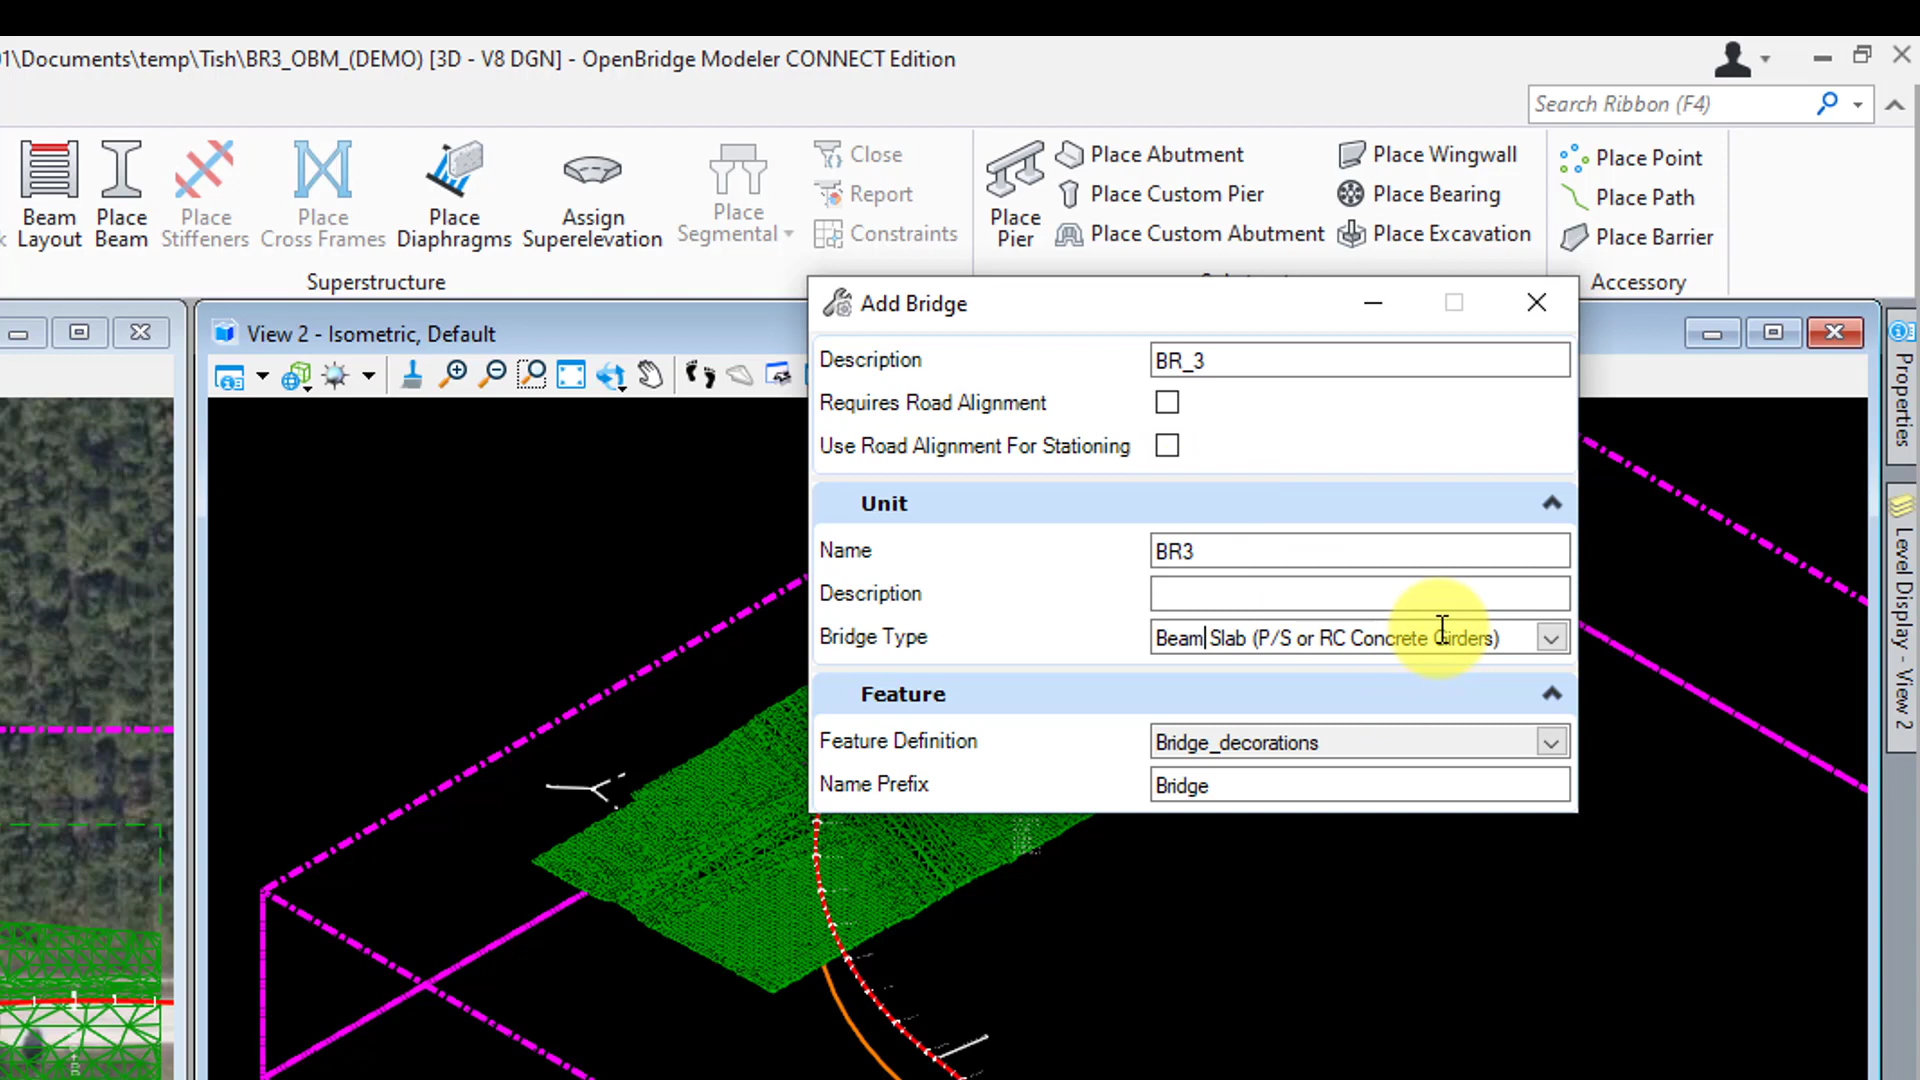 01\Documents\temp\Tish\BR3_OBM_(DEMO) [3D - V8 DGN] - OpenBridge Modeler CONNECT Edition
Search Ribbon (F4)
Beam Layout
Place Beam
Place Stiffeners
Place Cross Frames
Place Diaphragms
Assign Superelevation
Place Segmental
Close
Report
Constraints
Place Pier
Place Abutment
Place Custom Pier
Place Custom Abutment
Place Wingwall
Place Bearing
Place Excavation
Place Point
Place Path
Place Barrier
Superstructure
Accessory
View 2 - Isometric, Default
Add Bridge
Description BR_3
Requires Road Alignment
Use Road Alignment For Stationing
Unit
Name BR3
Description
Bridge Type Beam Slab (P/S or RC Concrete Girders)
Feature
Feature Definition Bridge_decorations
Name Prefix Bridge
Properties
Level Display - View 2